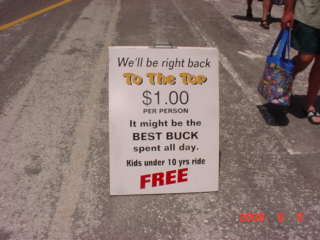 We'll be right back
To The Top
$1.00
PER PERSON
It might be the
BEST BUCK
spent all day.
Kids under 10 yrs ride
FREE